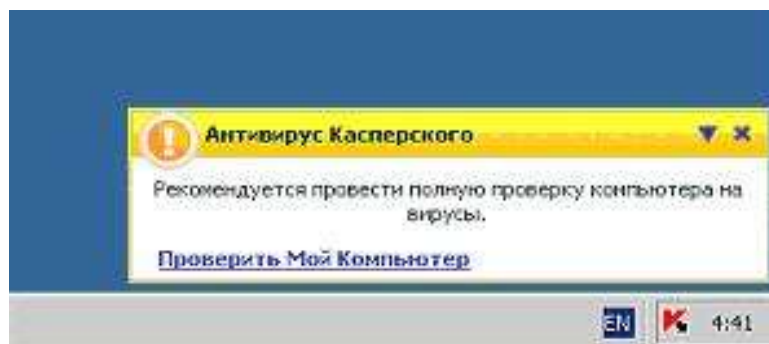 Антивирус Касперского
Рекомендуется провести полную проверку компьютера на
вирусы.
Проверить Мой Компьютер
EN
4:41